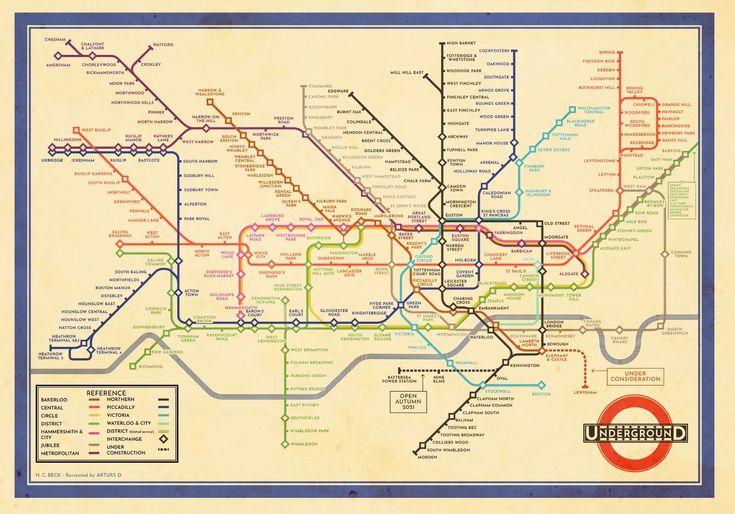 CHESHAM
CHALFONT
& LATIMER
WATFORD
AMERSHAM
CHORLEYWOOD
CROXLEY
RICKMANSWORTH
MOOR PARK
NORTHWOOD
NORTHWOOD HILLS
PINNER
NORTH HARROW
HARROW &
WEALDSTONE
KENTON
HARROW-ON-
THE-HILL
SOUTH
KENTON
NORTH
WEMBLEY
WEMBLEY
CENTRAL
STONEBRIDGE
PARK
HARLESDEN
WILLESDEN
JUNCTION
KENSAL
GREEN
QUEEN'S
PARK
KILBURN PARK
MAIDA
VALE
WARWICK
AVENUE
EDGWARE
ROAD
PRESTON
ROAD
NORTHWICK
PARK
STANMORE
CANONS PARK
QUEENSBURY
KINGSBURY
WEMBLEY PARK
NEASDEN
DOLLIS HILL
WILLESDEN GREEN
KILBURN
WEST HAMPSTEAD
FINCHLEY ROAD
SWISS COTTAGE
ST JOHN'S WOOD
EDGWARE
BURNT OAK
COLINDALE
HENDON CENTRAL
BRENT CROSS
GOLDERS GREEN
HAMPSTEAD
BELSIZE PARK
CHALK FARM
MILL HILL EAST
HIGH BARNET
TOTTERIDGE &
WHETSTONE
WOODSIDE PARK
WEST FINCHLEY
FINCHLEY CENTRAL
EAST FINCHLEY
HIGHGATE
ARCHWAY
TUFNELL PARK
KENTISH
TOWN
CAMDEN
TOWN
MORNINGTON
CRESCENT
EUSTON
COCKFOSTERS
OAKWOOD
SOUTHGATE
ARNOS GROVE
BOUNDS GREEN
WOOD GREEN
TURNPIKE LANE
MANOR HOUSE
ARSENAL
HOLLOWAY ROAD
CALEDONIAN
ROAD
KING'S CROSS
ST PANCRAS
WALTHAMSTOW
CENTRAL
BLACKHORSE
ROAD
TOTTENHAM
HALE
SEVEN SISTERS
FINSBURY
PARK
HIGHBURY &
ISLINGTON
EPPING
THEYDON BOIS
DEBDEN
LOUGHTON
BUCKHURST HILL
RODING
VALLEY
CHIGWELL
GRANGE HILL
HAINAULT
FAIRLOP
BARKINGSIDE
NEWBURY PARK
GANTS HILL
WOODFORD
SOUTH
WOODFORD
SNARESBROOK
REDBRIDGE
WANSTEAD
LEYTONSTONE
LEYTON
STRATFORD
WEST HAM
BARKING
EAST HAM
UPTON PARK
PLAISTOW
BROMLEY
BY BOW
BOW ROAD
MILE END
STEPNEY GREEN
WHITECHAPEL
ALDGATE EAST
WEST RUISLIP
RUISLIP GARDENS
SOUTH RUISLIP
NORTHOLT
GREENFORD
PERIVALE
HANGER LANE
HILLINGDON
UXBRIDGE
ICKENHAM
RUISLIP
RUISLIP
MANOR
EASTCOTE
RAYNERS
LANE
WEST HARROW
SOUTH HARROW
SUDBURY HILL
SUDBURY TOWN
ALPERTON
PARK ROYAL
EALING
BROADWAY
WEST
ACTON
NORTH
ACTON
EAST
ACTON
EALING
COMMON
SOUTH EALING
NORTHFIELDS
BOSTON MANOR
OSTERLEY
HOUNSLOW EAST
HOUNSLOW
CENTRAL
HOUNSLOW WEST
HATTON CROSS
HEATHROW
TERMINAL 5
HEATHROW
TERMINAL 4
ACTON
TOWN
CHISWICK
PARK
GUNNERSBURY
KEW GARDENS
RICHMOND
TURNHAM
GREEN
STAMFORD
BROOK
RAVENSCOURT
PARK
HAMMERSMITH
GOLDHAWK
ROAD
SHEPHERD'S
BUSH MARKET
WOOD
LANE
WHITE
CITY
LATIMER
ROAD
LADBROKE
GROVE
WESTBOURNE
PARK
ROYAL OAK
SHEPHERD'S
BUSH
HOLLAND
PARK
NOTTING
HILL GATE
BAYSWATER
PADDINGTON
QUEENSWAY
LANCASTER
GATE
MARBLE
ARCH
BOND
STREET
MARYLEBONE
BAKER
STREET
REGENT'S
PARK
GREAT
PORTLAND
STREET
EUSTON
SQUARE
WARREN
STREET
OXFORD
CIRCUS
TOTTENHAM
COURT ROAD
HOLBORN
COVENT
GARDEN
LEICESTER
SQUARE
PICCADILLY
CIRCUS
CHANCERY
LANE
ST PAUL'S
FARRINGDON
BARBICAN
ANGEL
OLD STREET
MOORGATE
LIVERPOOL
STREET
BETHNAL
GREEN
ALDGATE
TOWER
HILL
MONUMENT
CANNON
STREET
MANSION
HOUSE
BLACKFRIARS
TEMPLE
EMBANKMENT
CHARING
CROSS
GREEN
PARK
HYDE PARK
CORNER
KNIGHTSBRIDGE
GLOUCESTER
ROAD
EARL'S
COURT
BARON'S
COURT
WEST
KENSINGTON
HIGH STREET
KENSINGTON
KENSINGTON
OLYMPIA
SOUTH
KENSINGTON
SLOANE
SQUARE
VICTORIA
ST JAMES'S
PARK
WESTMINSTER
WATERLOO
SOUTHWARK
LAMBETH
NORTH
ELEPHANT
& CASTLE
BOROUGH
LONDON
BRIDGE
BERMONDSEY
CANADA
WATER
CANARY
WHARF
NORTH
GREENWICH
CANNING
TOWN
WEST BROMPTON
FULHAM BROADWAY
PARSONS GREEN
PUTNEY BRIDGE
EAST PUTNEY
SOUTHFIELDS
WIMBLEDON PARK
WIMBLEDON
PIMLICO
VAUXHALL
STOCKWELL
BRIXTON
BATTERSEA
POWER STATION
NINE
ELMS
OPEN
AUTUMN
2021
KENNINGTON
OVAL
CLAPHAM NORTH
CLAPHAM COMMON
CLAPHAM SOUTH
BALHAM
TOOTING BEC
TOOTING BROADWAY
COLLIERS WOOD
SOUTH WIMBLEDON
MORDEN
LEWISHAM
UNDER
CONSIDERATION
REFERENCE
BAKERLOO
CENTRAL
CIRCLE
DISTRICT
HAMMERSMITH &
CITY
JUBILEE
METROPOLITAN
NORTHERN
PICCADILLY
VICTORIA
WATERLOO & CITY
DISTRICT (limited service)
INTERCHANGE
UNDER
CONSTRUCTION
UNDERGROUND
H. C. BECK - Recreated by ARTURS D.